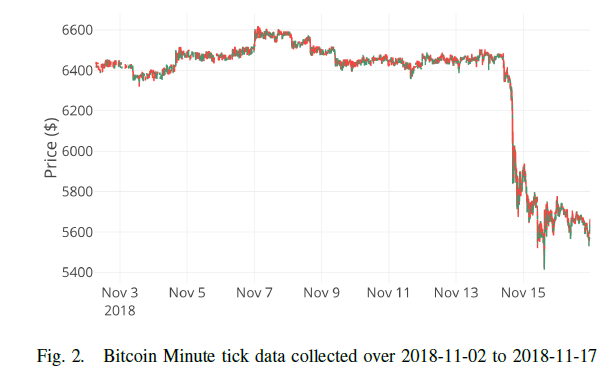 6600
6400
6200
6000
5800
5600
5400
Price ($)
Nov 3 Nov 5 Nov 7 Nov 9 Nov 11 Nov 13 Nov 15
2018
Fig. 2. Bitcoin Minute tick data collected over 2018-11-02 to 2018-11-17